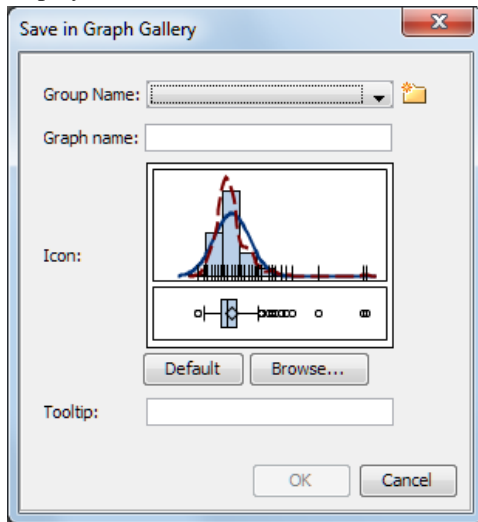 Save in Graph Gallery
Group Name:
Graph name:
Icon:
Default Browse...
Tooltip:
OK Cancel